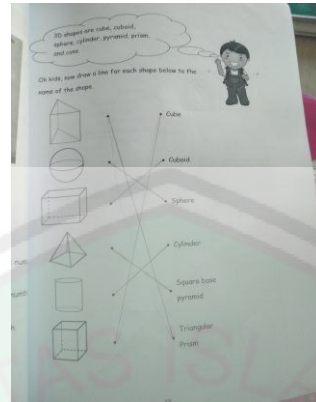 3D shapes are cube, cuboid,
sphere, cylinder, pyramid, prism,
and cone.
Ok kids, now draw a line for each shape below to the
name of the shape.
Cube
Cuboid
Sphere
Cylinder
Square base
pyramid
Triangular
Prism